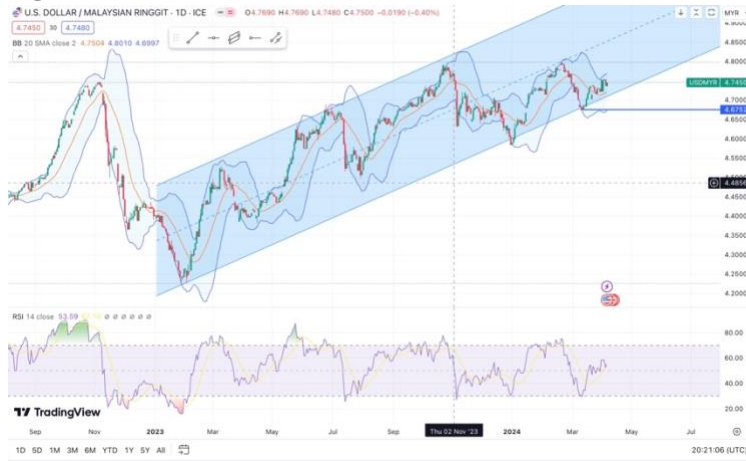 U.S. DOLLAR / MALAYSIAN RINGGIT · 1D · ICE O4.7690 H4.7690 L4.7480 C4.7500 −0.0190 (−0.40%) MYR
4.7450 30 4.7480
BB 20 SMA close 2 4.7504 4.8010 4.6997
4.8500
4.8000
USDMYR 4.7450
4.7000
4.6500
4.6000
4.5500
4.5000
4.4500
4.4000
4.3500
4.3000
4.2500
4.2000
RSI 14 close 53.59
80.00
60.00
40.00
20.00
TradingView
Sep Nov 2023 Mar May Jul Sep Thu 02 Nov '23 2024 Mar May Jul
1D 5D 1M 3M 6M YTD 1Y 5Y All 20:21:06 (UTC)